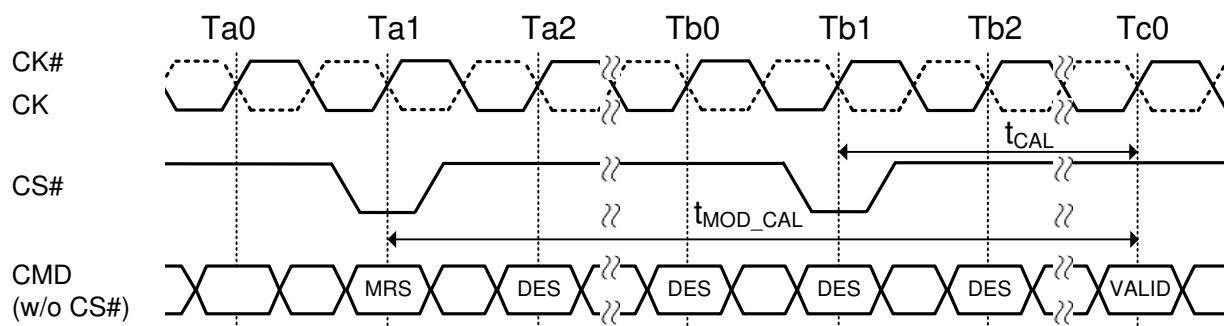 Ta0 Ta1 Ta2 Tb0 Tb1 Tb2 Tc0
CK#
CK
tCAL
CS#
tMOD_CAL
CMD MRS DES DES DES DES VALID
(w/o CS#)